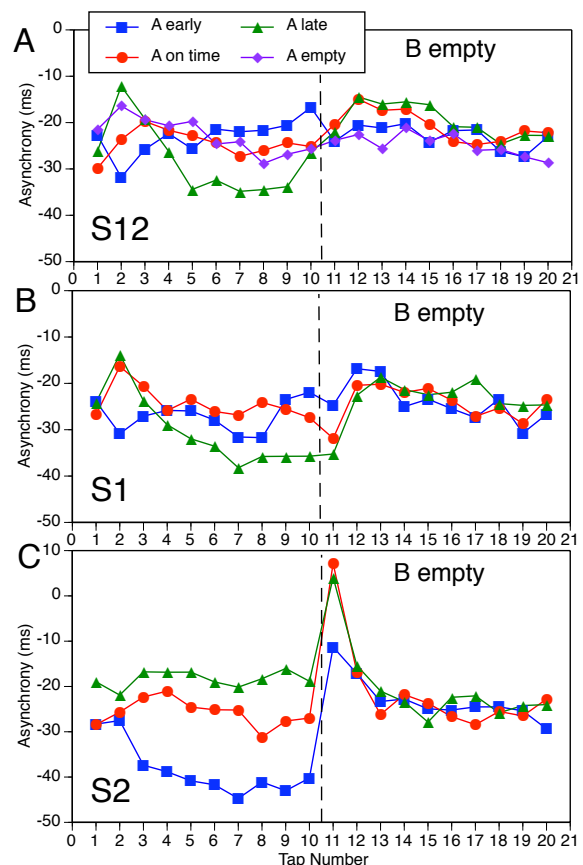 A
A early
A late
A on time
A empty
B empty
Asynchrony (ms)
0
-10
-20
-30
-40
-50
S12
0 1 2 3 4 5 6 7 8 9 10 11 12 13 14 15 16 17 18 19 20 21
B
B empty
Asynchrony (ms)
0
-10
-20
-30
-40
-50
S1
0 1 2 3 4 5 6 7 8 9 10 11 12 13 14 15 16 17 18 19 20 21
C
B empty
Asynchrony (ms)
10
0
-10
-20
-30
-40
-50
S2
0 1 2 3 4 5 6 7 8 9 10 11 12 13 14 15 16 17 18 19 20 21
Tap Number